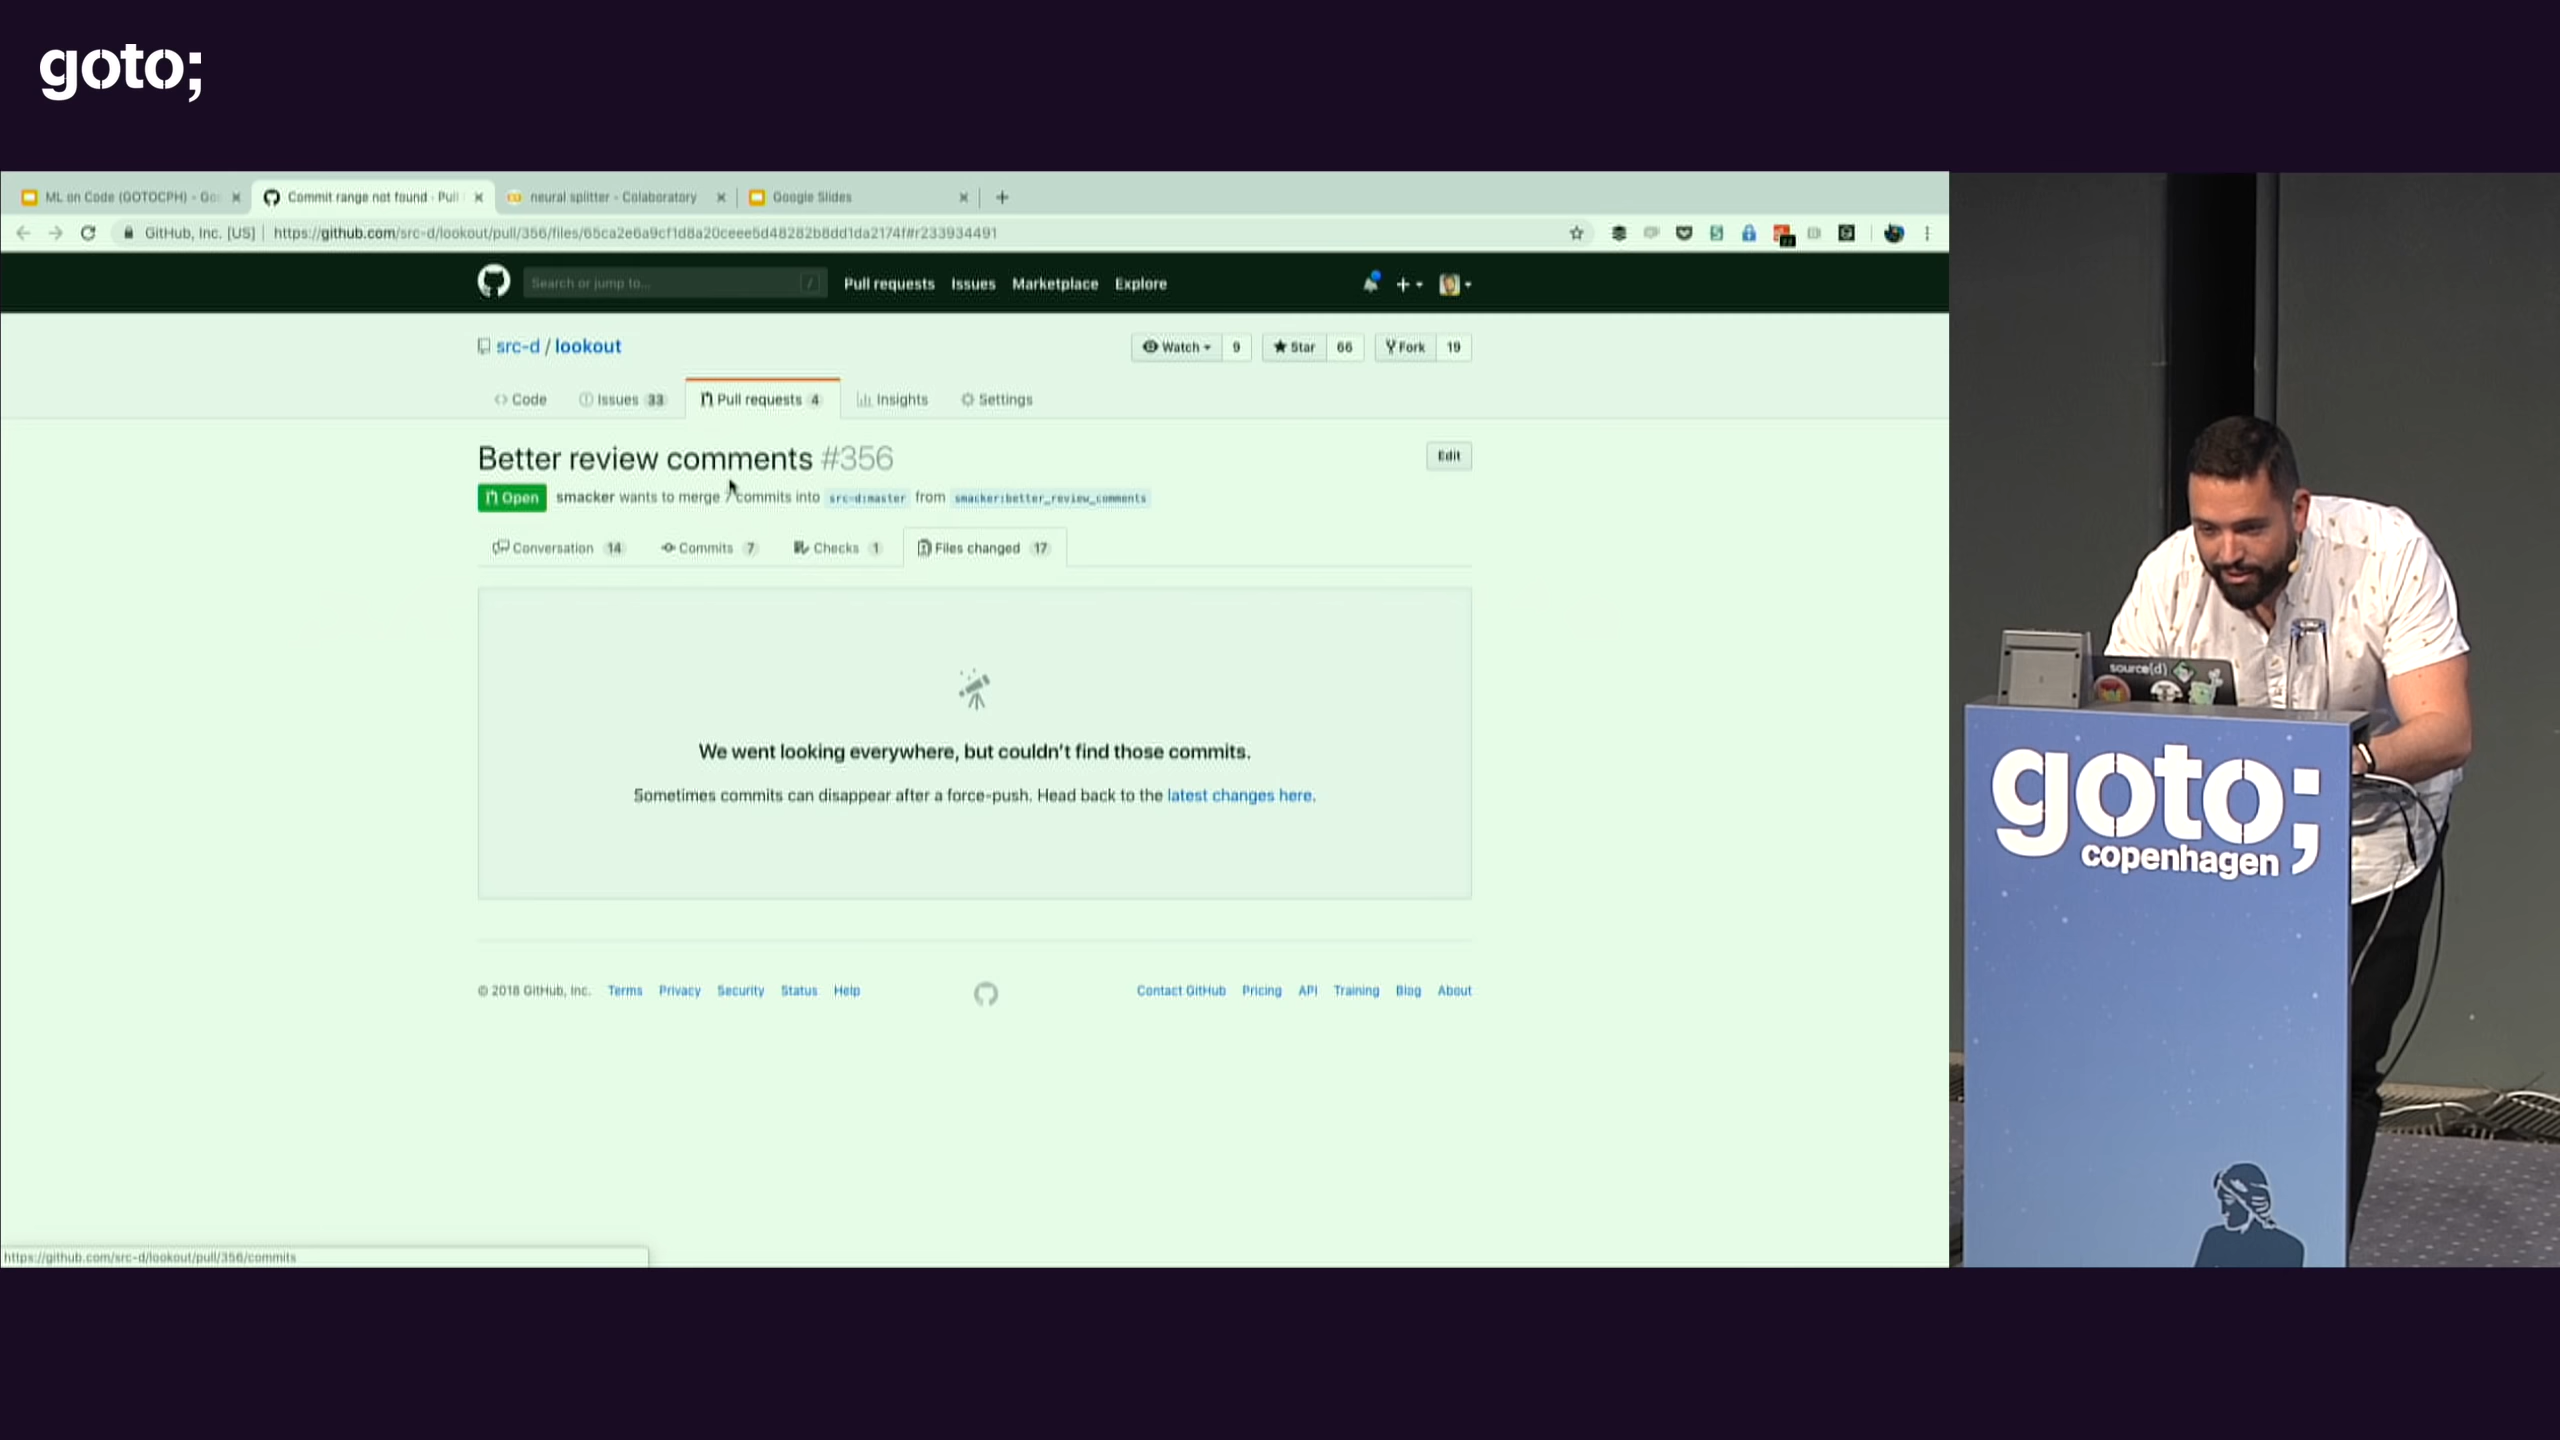 goto;
ML on Code (GOTOCPH) - Go
Commit range not found · Pull
neural splitter - Colaboratory
Google Slides
GitHub, Inc. [US]
https://github.com/src-d/lookout/pull/356/files/65ca2e6a9cf1d8a20ceee5d48282b8dd1da2174f#r233934491
Search or jump to... /
Pull requests Issues Marketplace Explore
src-d / lookout
Watch 9 Star 66 Fork 19
Code Issues 33 Pull requests 4 Insights Settings
Better review comments #356
Edit
Open smacker wants to merge 7 commits into src-d:master from smacker:better_review_comments
Conversation 14 Commits 7 Checks 1 Files changed 17
We went looking everywhere, but couldn't find those commits.
Sometimes commits can disappear after a force-push. Head back to the latest changes here.
© 2018 GitHub, Inc. Terms Privacy Security Status Help
Contact GitHub Pricing API Training Blog About
https://github.com/src-d/lookout/pull/356/commits
source{d}
goto;
copenhagen